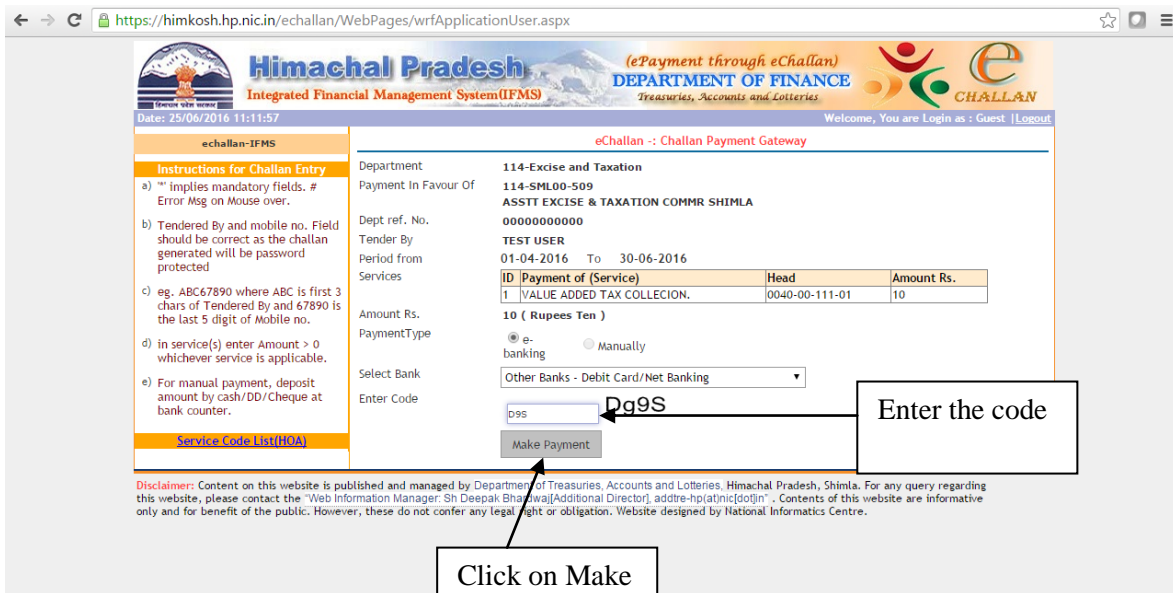 https://himkosh.hp.nic.in/echallan/WebPages/wrfApplicationUser.aspx
Himachal Pradesh
Integrated Financial Management System(IFMS)
(ePayment through eChallan)
DEPARTMENT OF FINANCE
Treasuries, Accounts and Lotteries
e
CHALLAN
Date: 25/06/2016 11:11:57
Welcome, You are Login as : Guest |Logout
echallan-IFMS
Instructions for Challan Entry
a) '*' implies mandatory fields. #
Error Msg on Mouse over.
b) Tendered By and mobile no. Field
should be correct as the challan
generated will be password
protected
c) eg. ABC67890 where ABC is first 3
chars of Tendered By and 67890 is
the last 5 digit of Mobile no.
d) in service(s) enter Amount > 0
whichever service is applicable.
e) For manual payment, deposit
amount by cash/DD/Cheque at
bank counter.
Service Code List(HOA)
eChallan -: Challan Payment Gateway
Department 114-Excise and Taxation
Payment In Favour Of 114-SML00-509
ASSTT EXCISE & TAXATION COMMR SHIMLA
Dept ref. No. 00000000000
Tender By TEST USER
Period from 01-04-2016 To 30-06-2016
Services ID Payment of (Service) Head Amount Rs.
1 VALUE ADDED TAX COLLECION. 0040-00-111-01 10
Amount Rs. 10 ( Rupees Ten )
PaymentType e-
banking Manually
Select Bank Other Banks - Debit Card/Net Banking
Enter Code D9S Dg9S
Make Payment
Enter the code
Disclaimer: Content on this website is published and managed by Department of Treasuries, Accounts and Lotteries, Himachal Pradesh, Shimla. For any query regarding
this website, please contact the "Web Information Manager: Sh Deepak Bhardwaj[Additional Director], addtre-hp(at)nic[dot]in" . Contents of this website are informative
only and for benefit of the public. However, these do not confer any legal right or obligation. Website designed by National Informatics Centre.
Click on Make